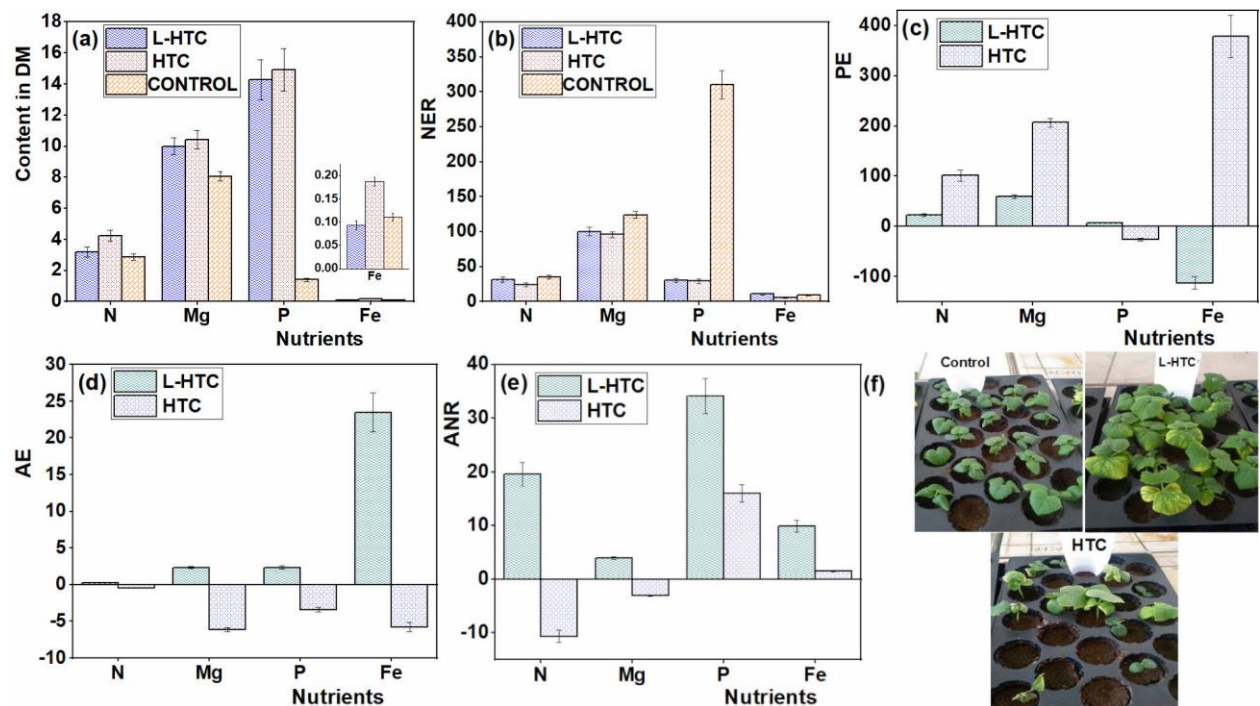 (a)
L-HTC
HTC
CONTROL
Content in DM
18
16
14
12
10
8
6
4
2
0
0.20
0.15
0.10
0.05
0.00
Fe
N Mg P Fe
Nutrients
(b)
L-HTC
HTC
CONTROL
NER
400
350
300
250
200
150
100
50
0
N Mg P Fe
Nutrients
(c)
L-HTC
HTC
PE
400
300
200
100
0
-100
N Mg P Fe
Nutrients
(d)
L-HTC
HTC
AE
30
25
20
15
10
5
0
-5
-10
N Mg P Fe
Nutrients
(e)
L-HTC
HTC
ANR
40
30
20
10
0
-10
N Mg P Fe
Nutrients
(f)
Control
L-HTC
HTC